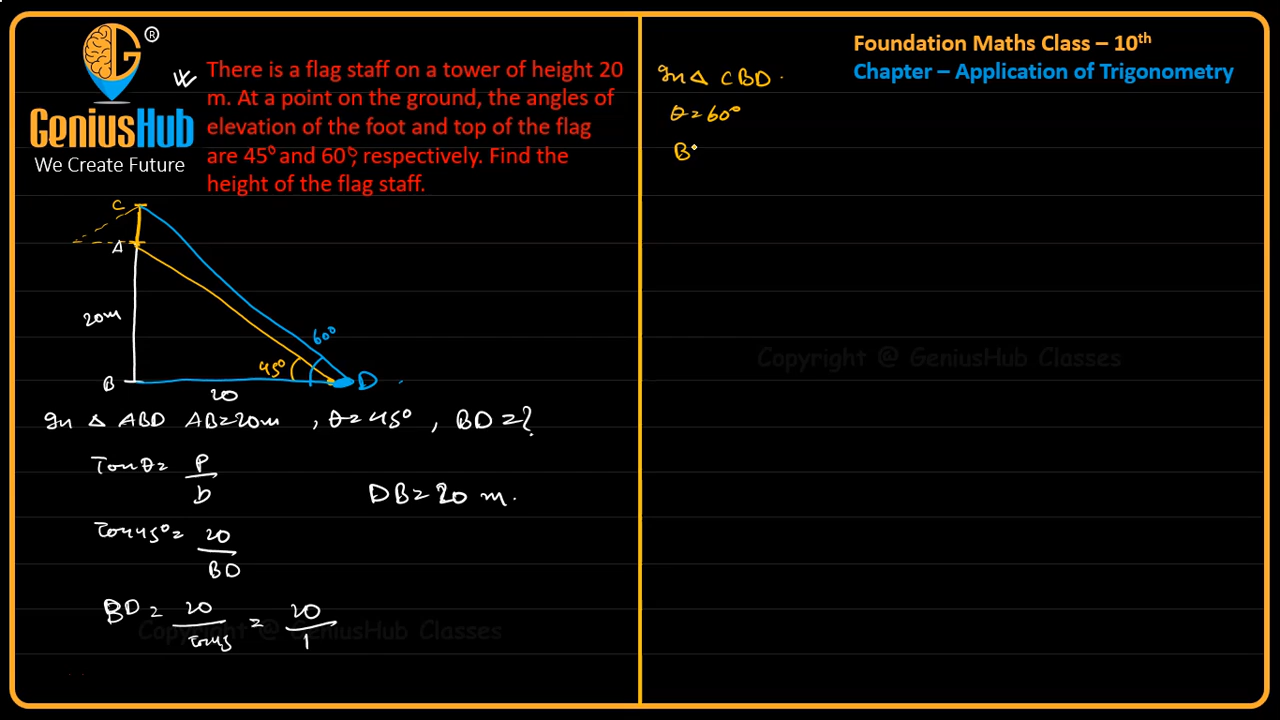 ®
GENIUSHUB
We Create Future
There is a flag staff on a tower of height 20
m. At a point on the ground, the angles of
elevation of the foot and top of the flag
are 45° and 60°, respectively. Find the
height of the flag staff.
C
A
20m
B
20
45°
60°
D
In Δ ABD AB=20m , θ=45° , BD=?
Tanθ= P/b
DB=20 m.
Tan45°= 20/BD
BD = 20/Tan45 = 20/1
Copyright @ GeniusHub Classes
Foundation Maths Class – 10th
Chapter – Application of Trigonometry
In Δ CBD.
θ=60°
B
Copyright @ GeniusHub Classes